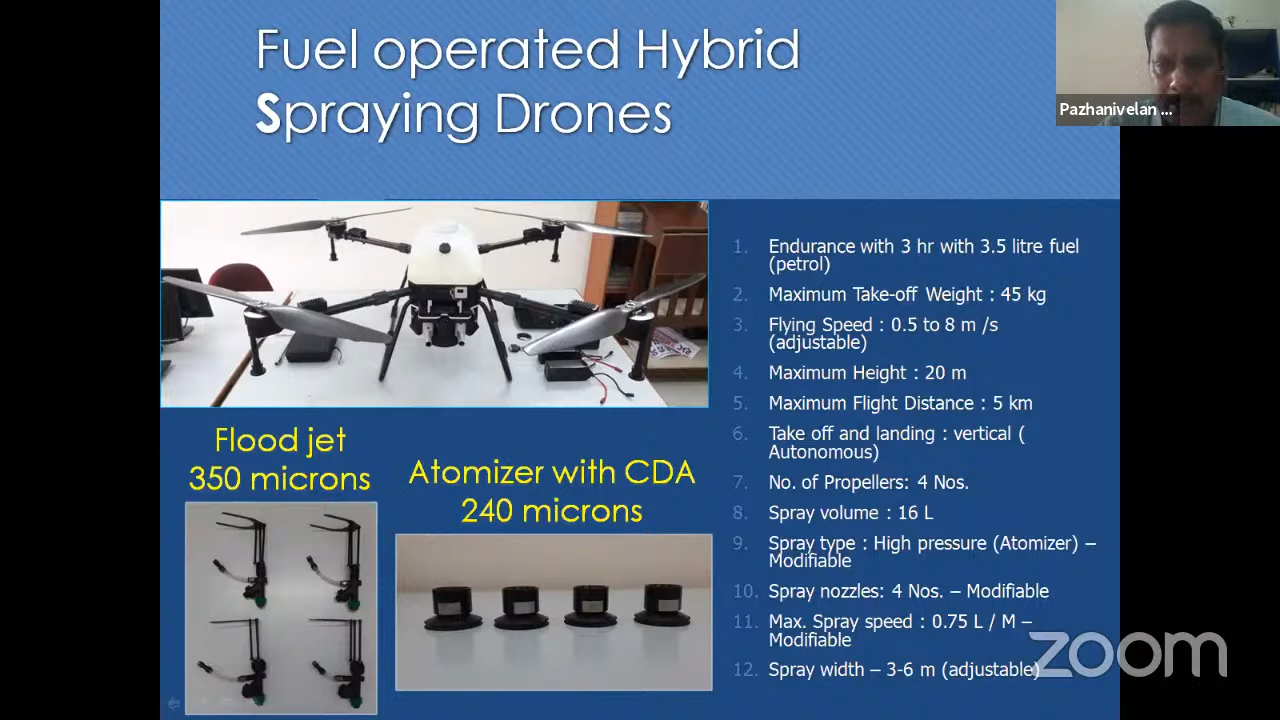 Fuel operated Hybrid
Spraying Drones
Pazhanivelan ...
Flood jet
350 microns
Atomizer with CDA
240 microns
1. Endurance with 3 hr with 3.5 litre fuel
(petrol)
2. Maximum Take-off Weight : 45 kg
3. Flying Speed : 0.5 to 8 m /s
(adjustable)
4. Maximum Height : 20 m
5. Maximum Flight Distance : 5 km
6. Take off and landing : vertical (
Autonomous)
7. No. of Propellers: 4 Nos.
8. Spray volume : 16 L
9. Spray type : High pressure (Atomizer) –
Modifiable
10. Spray nozzles: 4 Nos. – Modifiable
11. Max. Spray speed : 0.75 L / M –
Modifiable
12. Spray width – 3-6 m (adjustable)
zoom